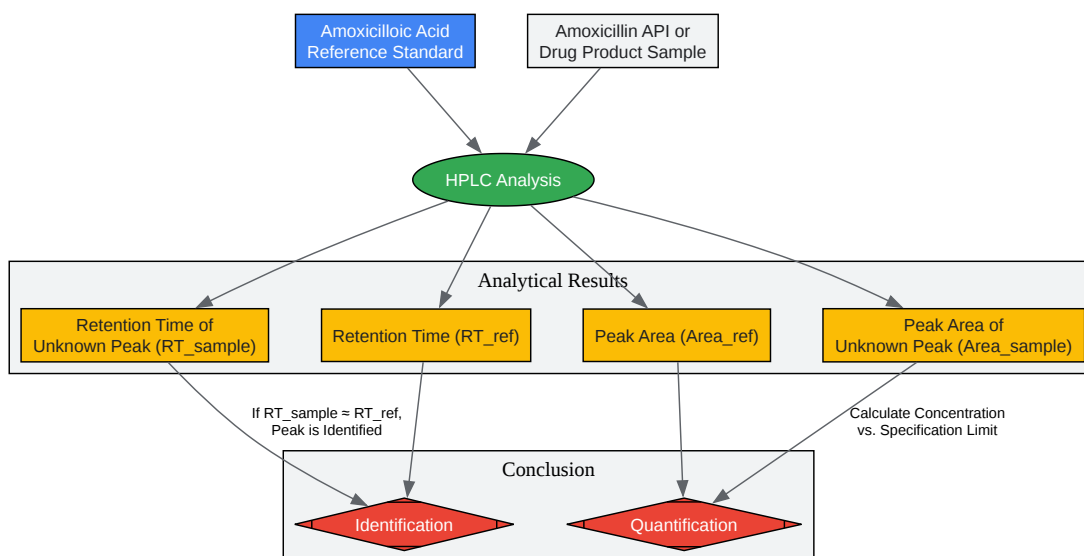 Amoxicilloic Acid
Reference Standard
Amoxicillin API or
Drug Product Sample
HPLC Analysis
Analytical Results
Retention Time of
Unknown Peak (RT_sample)
Retention Time (RT_ref)
Peak Area (Area_ref)
Peak Area of
Unknown Peak (Area_sample)
If RT_sample ≈ RT_ref,
Peak is Identified
Calculate Concentration
vs. Specification Limit
Conclusion
Identification
Quantification